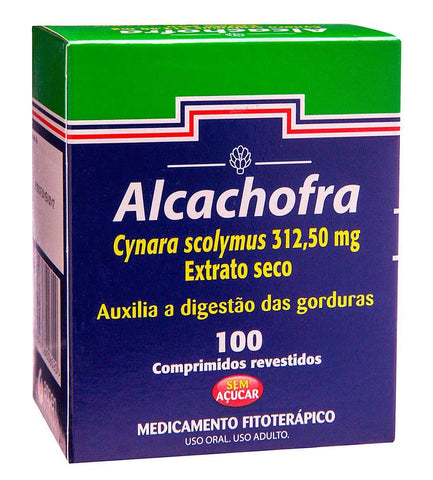 Alcachofra
Alcachofra
Cynara scolymus 312,50 mg
Extrato seco
Auxilia a digestão das gorduras
100
Comprimidos revestidos
SEM
AÇÚCAR
MEDICAMENTO FITOTERÁPICO
USO ORAL. USO ADULTO.